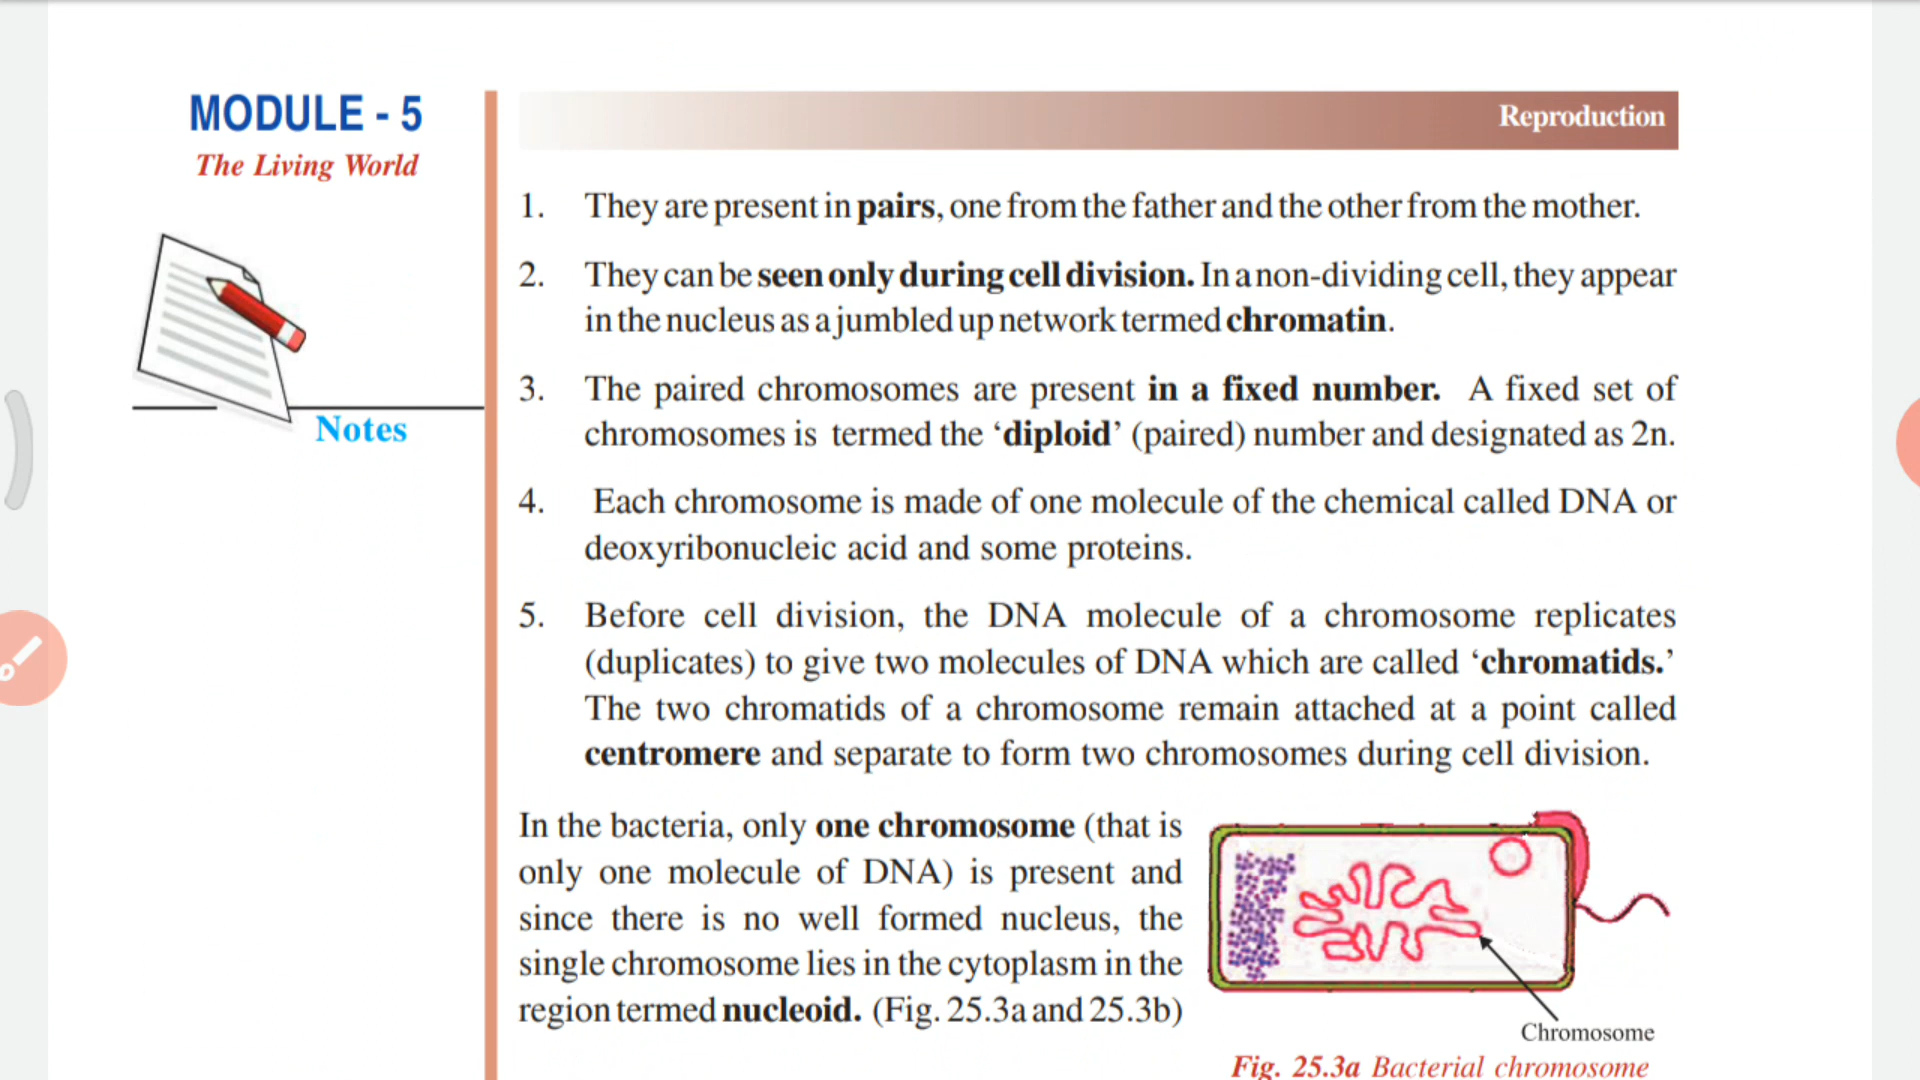 MODULE - 5
The Living World
Notes
Reproduction
1. They are present in pairs, one from the father and the other from the mother.
2. They can be seen only during cell division. In a non-dividing cell, they appear
in the nucleus as a jumbled up network termed chromatin.
3. The paired chromosomes are present in a fixed number. A fixed set of
chromosomes is termed the ‘diploid’ (paired) number and designated as 2n.
4. Each chromosome is made of one molecule of the chemical called DNA or
deoxyribonucleic acid and some proteins.
5. Before cell division, the DNA molecule of a chromosome replicates
(duplicates) to give two molecules of DNA which are called ‘chromatids.’
The two chromatids of a chromosome remain attached at a point called
centromere and separate to form two chromosomes during cell division.
In the bacteria, only one chromosome (that is
only one molecule of DNA) is present and
since there is no well formed nucleus, the
single chromosome lies in the cytoplasm in the
region termed nucleoid. (Fig. 25.3a and 25.3b)
Chromosome
Fig. 25.3a Bacterial chromosome